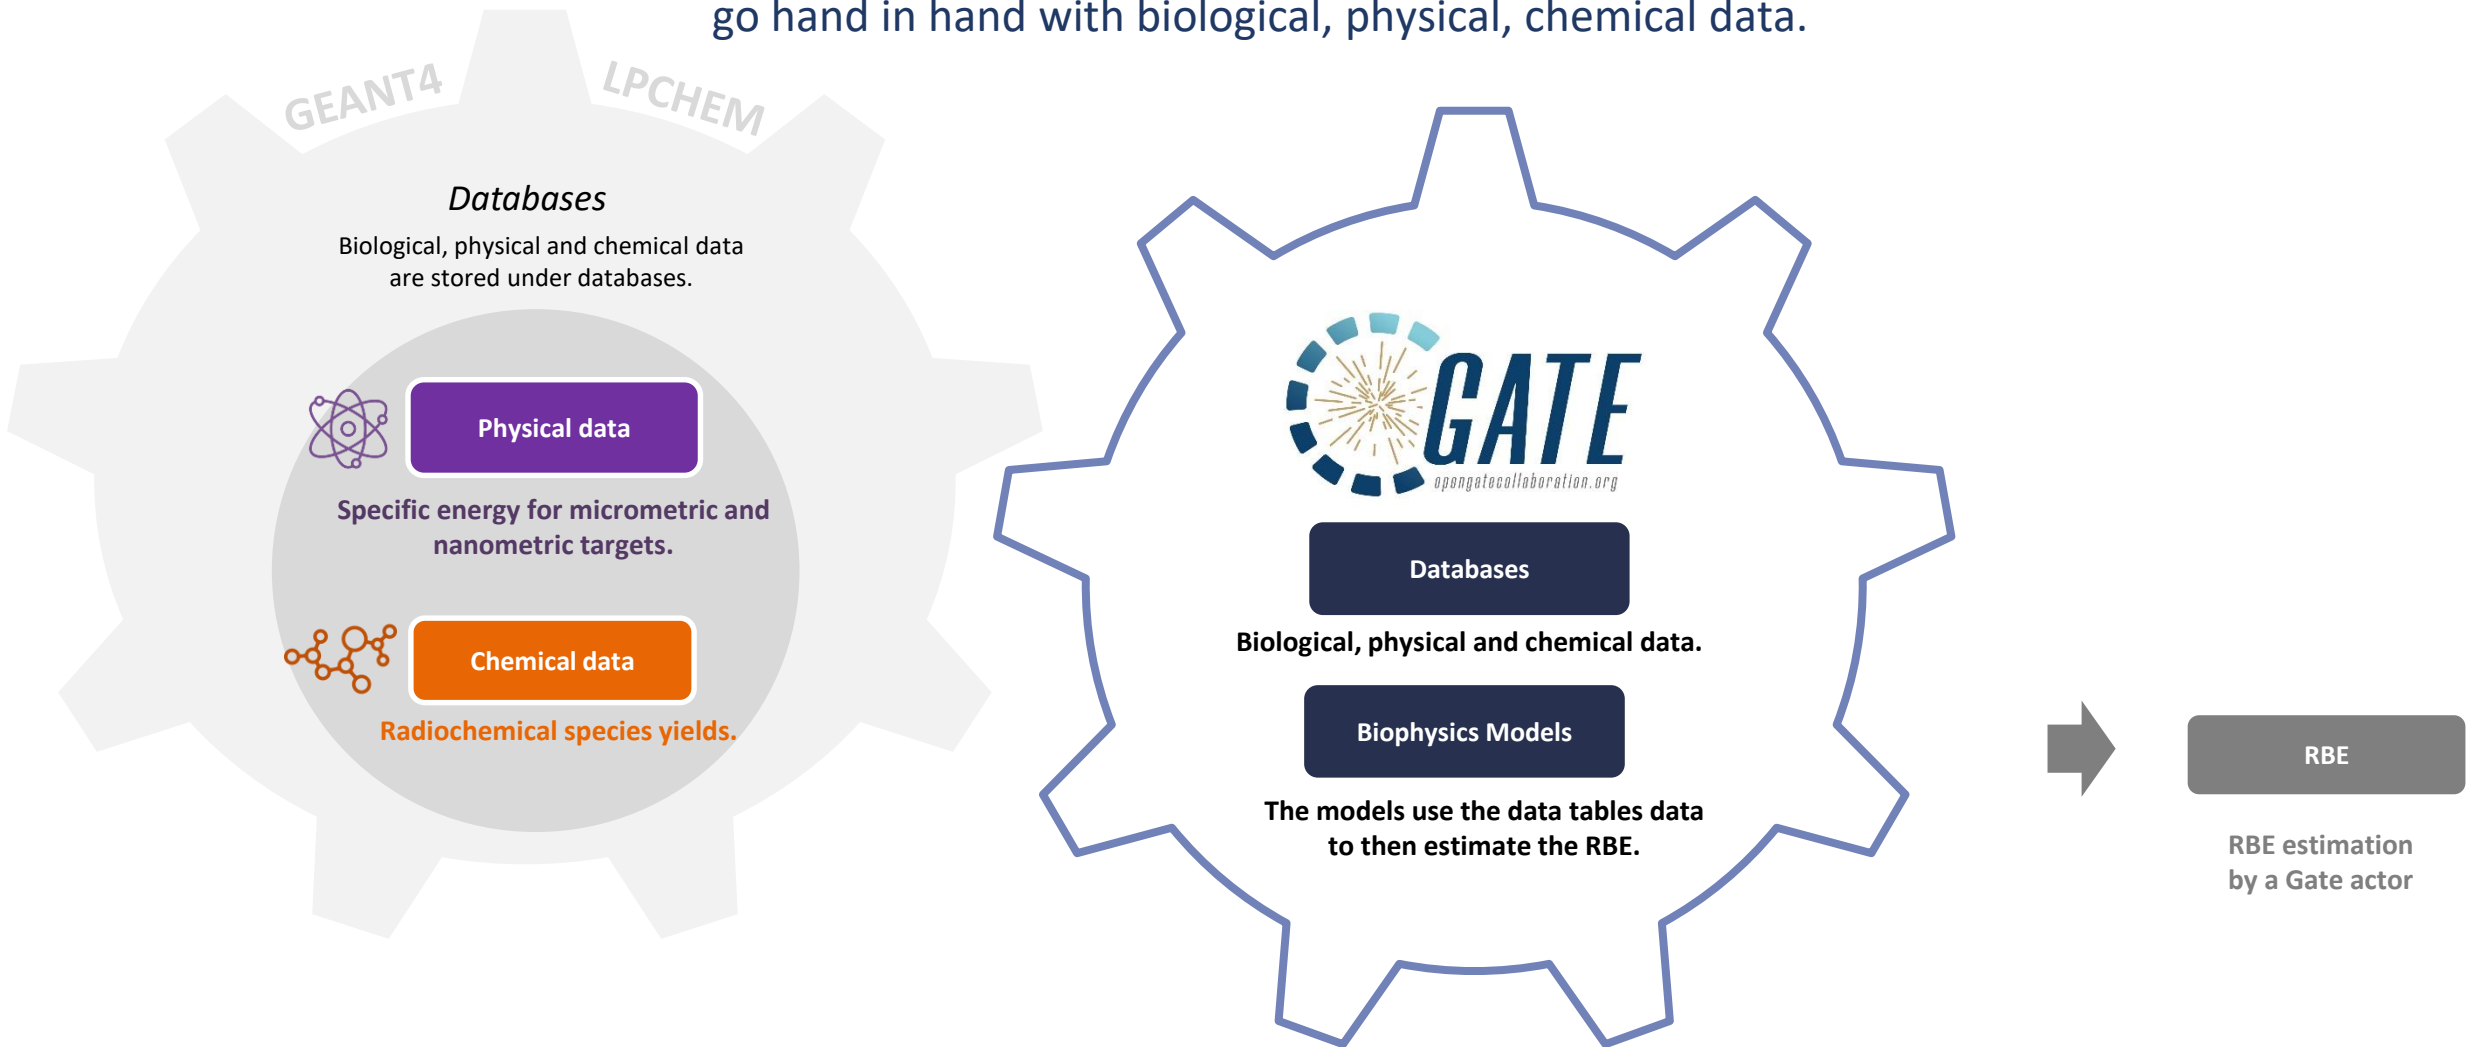 go hand in hand with biological, physical, chemical data.
GEANT4
LPCHEM
Databases
Biological, physical and chemical data
are stored under databases.
Physical data
Specific energy for micrometric and
nanometric targets.
Chemical data
Radiochemical species yields.
GATE
opengatecollaboration.org
Databases
Biological, physical and chemical data.
Biophysics Models
The models use the data tables data
to then estimate the RBE.
RBE
RBE estimation
by a Gate actor